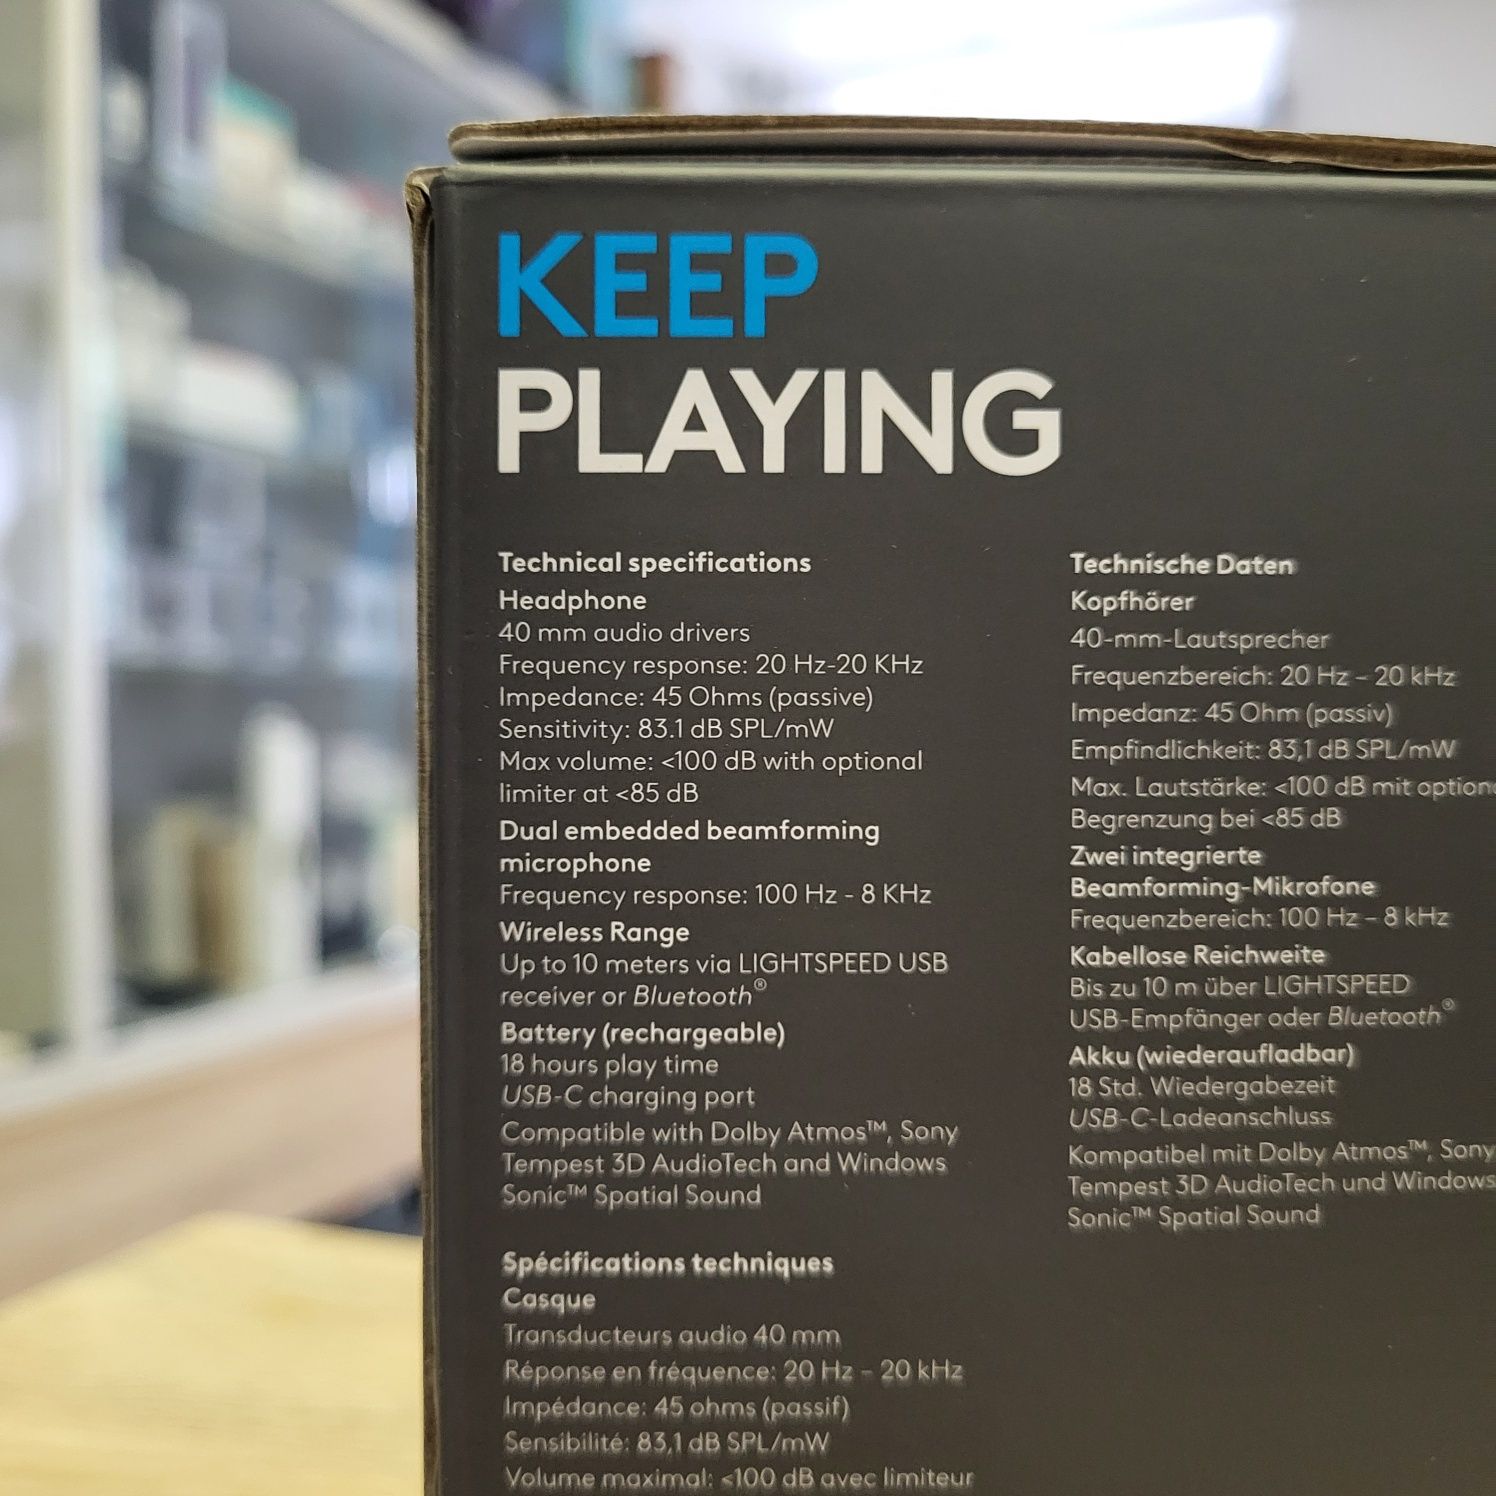 KEEP
PLAYING
Technical specifications
Headphone
40 mm audio drivers
Frequency response: 20 Hz-20 KHz
Impedance: 45 Ohms (passive)
Sensitivity: 83.1 dB SPL/mW
Max volume: <100 dB with optional
limiter at <85 dB
Dual embedded beamforming
microphone
Frequency response: 100 Hz - 8 KHz
Wireless Range
Up to 10 meters via LIGHTSPEED USB
receiver or Bluetooth®
Battery (rechargeable)
18 hours play time
USB-C charging port
Compatible with Dolby Atmos™, Sony
Tempest 3D AudioTech and Windows
Sonic™ Spatial Sound
Spécifications techniques
Casque
Transducteurs audio 40 mm
Réponse en fréquence: 20 Hz – 20 kHz
Impédance: 45 ohms (passif)
Sensibilité: 83,1 dB SPL/mW
Volume maximal: <100 dB avec limiteur
Technische Daten
Kopfhörer
40-mm-Lautsprecher
Frequenzbereich: 20 Hz – 20 kHz
Impedanz: 45 Ohm (passiv)
Empfindlichkeit: 83,1 dB SPL/mW
Max. Lautstärke: <100 dB mit
Begrenzung bei <85 dB
Zwei integrierte
Beamforming-Mikrofone
Frequenzbereich: 100 Hz – 8 kHz
Kabellose Reichweite
Bis zu 10 m über LIGHTSPEED
USB-Empfänger oder Bluetooth®
Akku (wiederaufladbar)
18 Std. Wiedergabezeit
USB-C-Ladeanschluss
Kompatibel mit Dolby Atmos™, Sony
Tempest 3D AudioTech und Windows
Sonic™ Spatial Sound